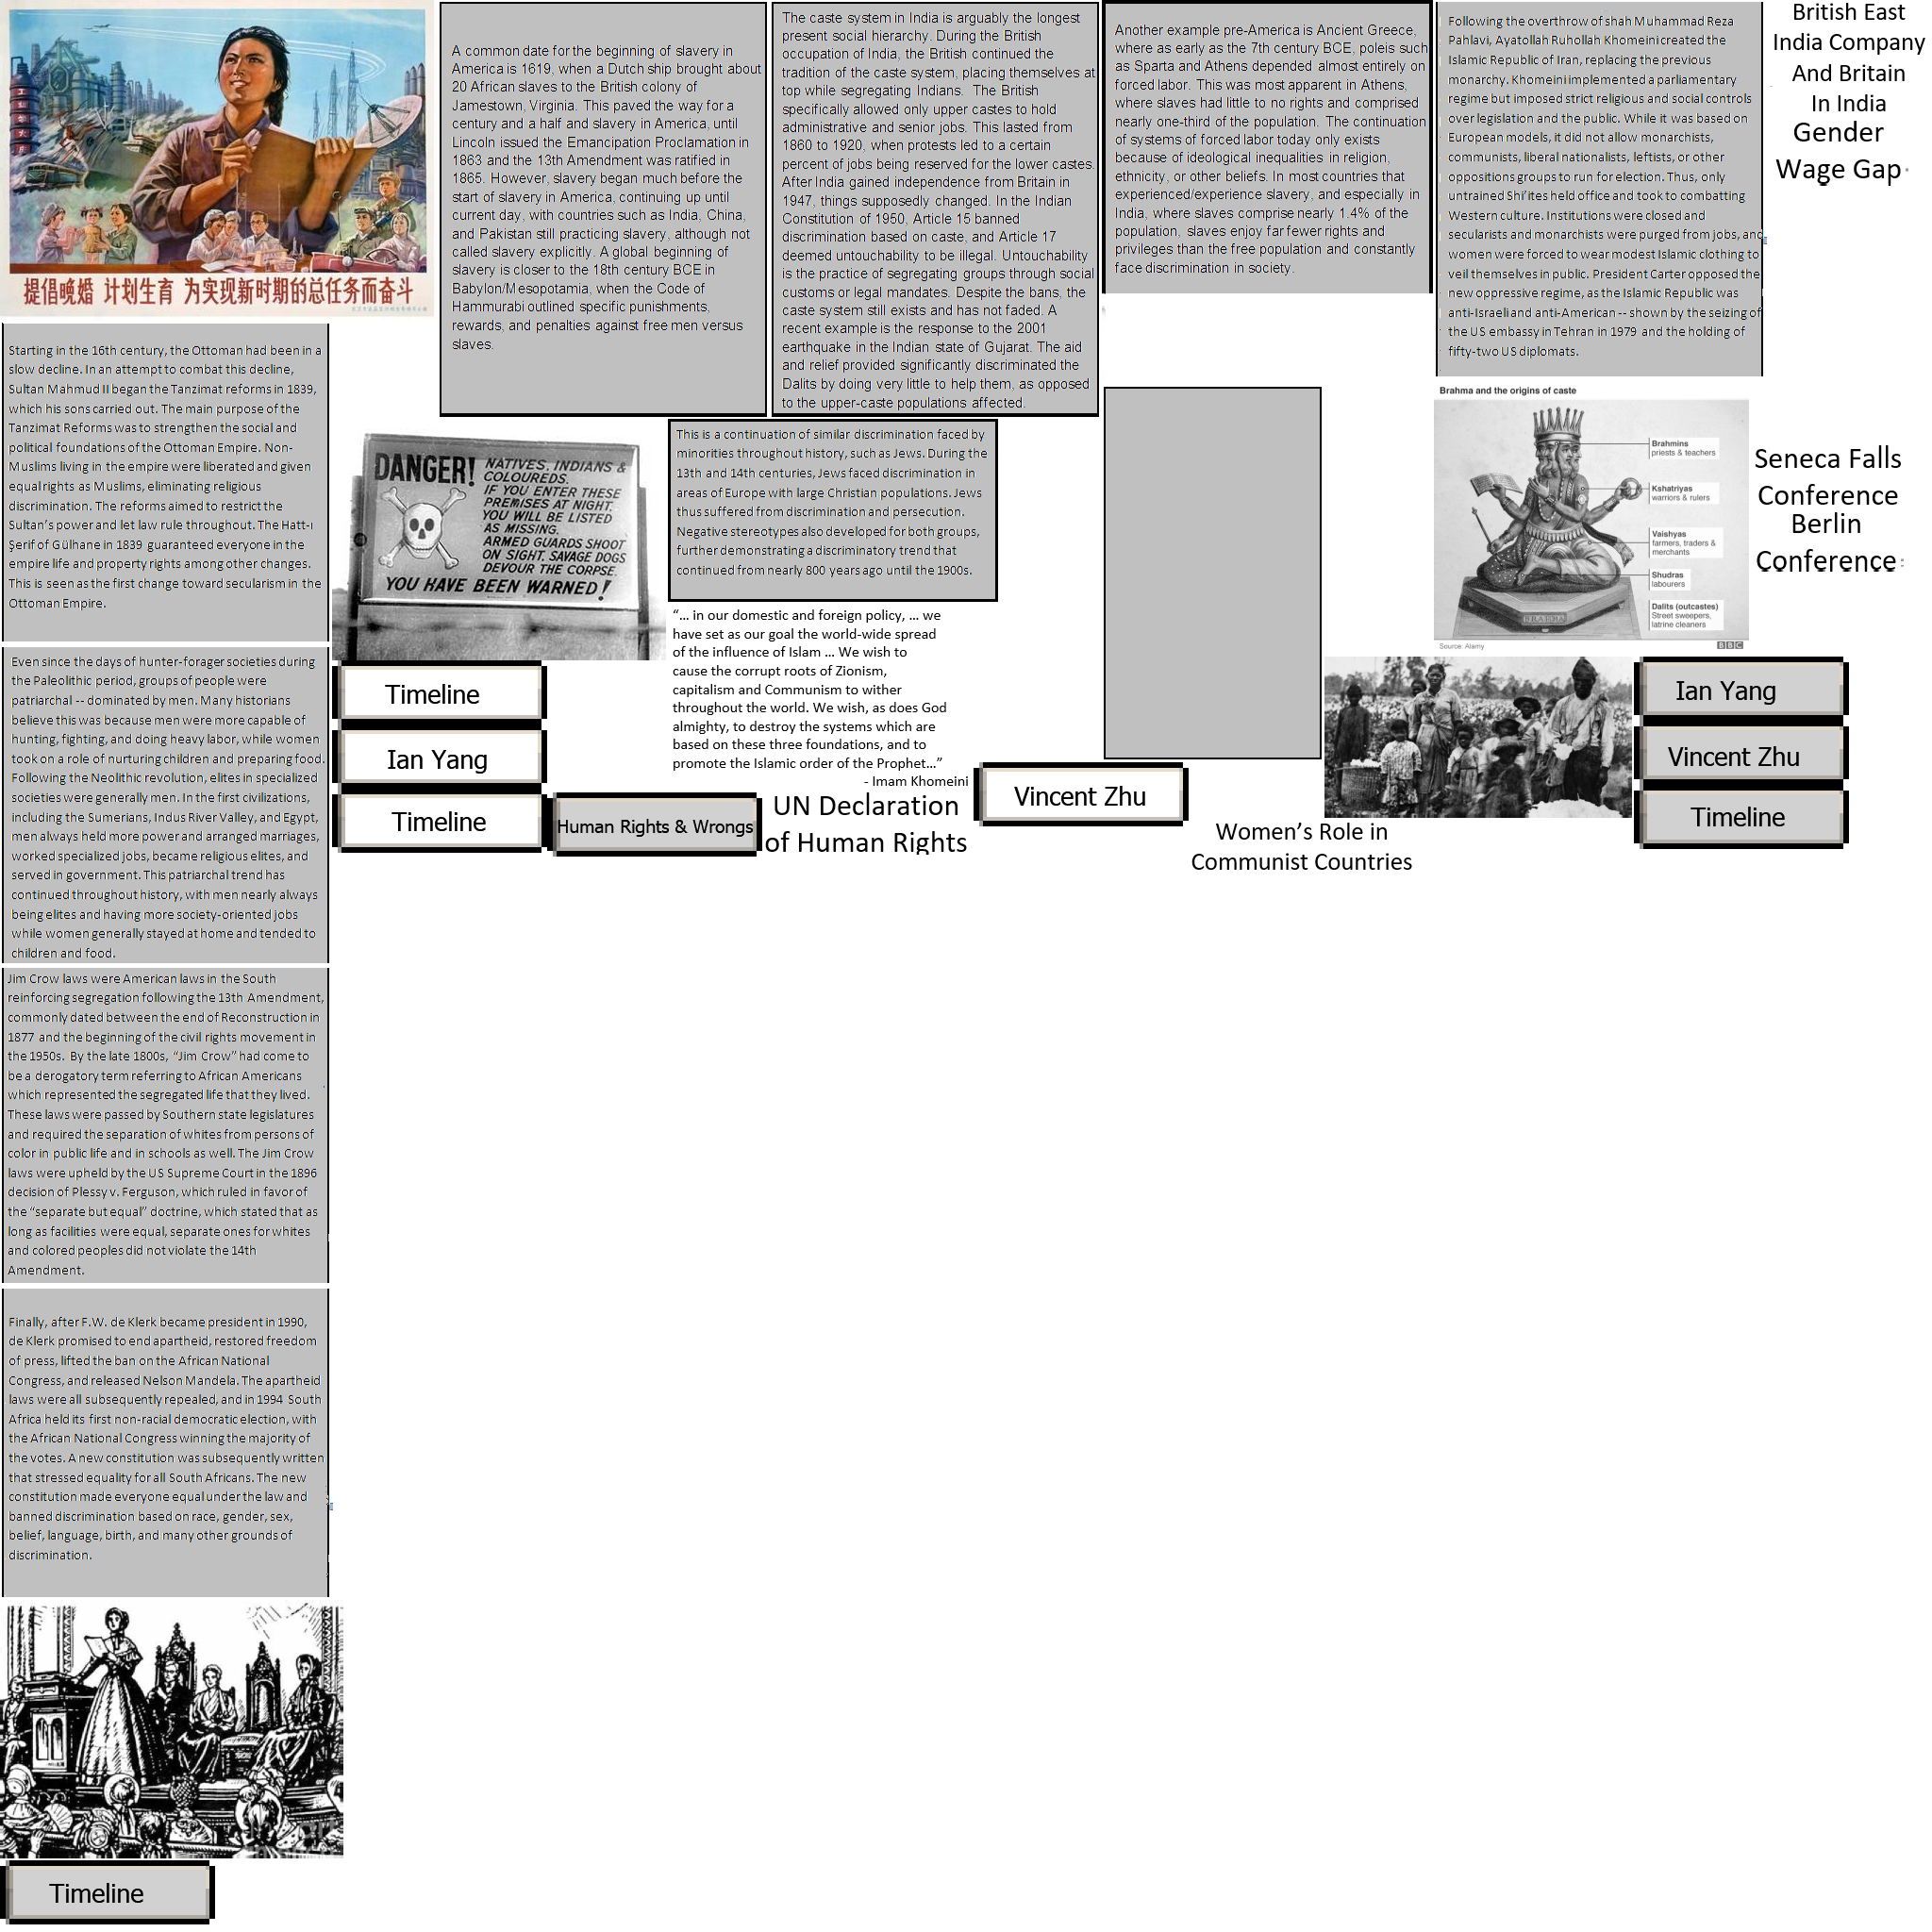 提倡晚婚 计划生育 为实现新时期的总任务而奋斗
A common date for the beginning of slavery in
America is 1619, when a Dutch ship brought about
20 African slaves to the British colony of
Jamestown, Virginia. This paved the way for a
century and a half and slavery in America, until
Lincoln issued the Emancipation Proclamation in
1863 and the 13th Amendment was ratified in
1865. However, slavery began much before the
start of slavery in America, continuing up until
current day, with countries such as India, China,
and Pakistan still practicing slavery, although not
called slavery explicitly. A global beginning of
slavery is closer to the 18th century BCE in
Babylon/Mesopotamia, when the Code of
Hammurabi outlined specific punishments,
rewards, and penalties against free men versus
slaves.
The caste system in India is arguably the longest
present social hierarchy. During the British
occupation of India, the British continued the
tradition of the caste system, placing themselves at
top while segregating Indians. The British
specifically allowed only upper castes to hold
administrative and senior jobs. This lasted from
1860 to 1920, when protests led to a certain
percent of jobs being reserved for the lower castes.
After India gained independence from Britain in
1947, things supposedly changed. In the Indian
Constitution of 1950, Article 15 banned
discrimination based on caste, and Article 17
deemed untouchability to be illegal. Untouchability
is the practice of segregating groups through social
customs or legal mandates. Despite the bans, the
caste system still exists and has not faded. A
recent example is the response to the 2001
earthquake in the Indian state of Gujarat. The aid
and relief provided significantly discriminated the
Dalits by doing very little to help them, as opposed
to the upper-caste populations affected.
Another example pre-America is Ancient Greece,
where as early as the 7th century BCE, poleis such
as Sparta and Athens depended almost entirely on
forced labor. This was most apparent in Athens,
where slaves had little to no rights and comprised
nearly one-third of the population. The continuation
of systems of forced labor today only exists
because of ideological inequalities in religion,
ethnicity, or other beliefs. In most countries that
experienced/experience slavery, and especially in
India, where slaves comprise nearly 1.4% of the
population, slaves enjoy far fewer rights and
privileges than the free population and constantly
face discrimination in society.
Following the overthrow of shah Muhammad Reza
Pahlavi, Ayatollah Ruhollah Khomeini created the
Islamic Republic of Iran, replacing the previous
monarchy. Khomeini implemented a parliamentary
regime but imposed strict religious and social controls
over legislation and the public. While it was based on
European models, it did not allow monarchists,
communists, liberal nationalists, leftists, or other
oppositions groups to run for election. Thus, only
untrained Shi'ites held office and took to combatting
Western culture. Institutions were closed and
secularists and monarchists were purged from jobs, and
women were forced to wear modest Islamic clothing to
veil themselves in public. President Carter opposed the
new oppressive regime, as the Islamic Republic was
anti-Israeli and anti-American -- shown by the seizing of
the US embassy in Tehran in 1979 and the holding of
fifty-two US diplomats.
British East
India Company
And Britain
In India
Gender
Wage Gap
Starting in the 16th century, the Ottoman had been in a
slow decline. In an attempt to combat this decline,
Sultan Mahmud II began the Tanzimat reforms in 1839,
which his sons carried out. The main purpose of the
Tanzimat Reforms was to strengthen the social and
political foundations of the Ottoman Empire. Non-
Muslims living in the empire were liberated and given
equal rights as Muslims, eliminating religious
discrimination. The reforms aimed to restrict the
Sultan's power and let law rule throughout. The Hatt-ı
Şerif of Gülhane in 1839 guaranteed everyone in the
empire life and property rights among other changes.
This is seen as the first change toward secularism in the
Ottoman Empire.
DANGER!
NATIVES, INDIANS &
COLOUREDS.
IF YOU ENTER THESE
PREMISES AT NIGHT,
YOU WILL BE LISTED
AS MISSING.
ARMED GUARDS SHOOT
ON SIGHT. SAVAGE DOGS
DEVOUR THE CORPSE.
YOU HAVE BEEN WARNED!
This is a continuation of similar discrimination faced by
minorities throughout history, such as Jews. During the
13th and 14th centuries, Jews faced discrimination in
areas of Europe with large Christian populations. Jews
thus suffered from discrimination and persecution.
Negative stereotypes also developed for both groups,
further demonstrating a discriminatory trend that
continued from nearly 800 years ago until the 1900s.
"... in our domestic and foreign policy, ... we
have set as our goal the world-wide spread
of the influence of Islam ... We wish to
cause the corrupt roots of Zionism,
capitalism and Communism to wither
throughout the world. We wish, as does God
almighty, to destroy the systems which are
based on these three foundations, and to
promote the Islamic order of the Prophet..."
- Imam Khomeini
Brahma and the origins of caste
Brahmins
priests & teachers
Kshatriyas
warriors & rulers
Vaishyas
farmers, traders &
merchants
Shudras
labourers
Dalits (outcastes)
Street sweepers,
latrine cleaners
BRAHMA
Source: Alamy
BBC
Seneca Falls
Conference
Berlin
Conference
Even since the days of hunter-forager societies during
the Paleolithic period, groups of people were
patriarchal -- dominated by men. Many historians
believe this was because men were more capable of
hunting, fighting, and doing heavy labor, while women
took on a role of nurturing children and preparing food.
Following the Neolithic revolution, elites in specialized
societies were generally men. In the first civilizations,
including the Sumerians, Indus River Valley, and Egypt,
men always held more power and arranged marriages,
worked specialized jobs, became religious elites, and
served in government. This patriarchal trend has
continued throughout history, with men nearly always
being elites and having more society-oriented jobs
while women generally stayed at home and tended to
children and food.
Timeline
Ian Yang
Timeline
Human Rights & Wrongs
UN Declaration
of Human Rights
Vincent Zhu
Women's Role in
Communist Countries
Ian Yang
Vincent Zhu
Timeline
Jim Crow laws were American laws in the South
reinforcing segregation following the 13th Amendment,
commonly dated between the end of Reconstruction in
1877 and the beginning of the civil rights movement in
the 1950s. By the late 1800s, "Jim Crow" had come to
be a derogatory term referring to African Americans
which represented the segregated life that they lived.
These laws were passed by Southern state legislatures
and required the separation of whites from persons of
color in public life and in schools as well. The Jim Crow
laws were upheld by the US Supreme Court in the 1896
decision of Plessy v. Ferguson, which ruled in favor of
the "separate but equal" doctrine, which stated that as
long as facilities were equal, separate ones for whites
and colored peoples did not violate the 14th
Amendment.
Finally, after F.W. de Klerk became president in 1990,
de Klerk promised to end apartheid, restored freedom
of press, lifted the ban on the African National
Congress, and released Nelson Mandela. The apartheid
laws were all subsequently repealed, and in 1994 South
Africa held its first non-racial democratic election, with
the African National Congress winning the majority of
the votes. A new constitution was subsequently written
that stressed equality for all South Africans. The new
constitution made everyone equal under the law and
banned discrimination based on race, gender, sex,
belief, language, birth, and many other grounds of
discrimination.
Timeline